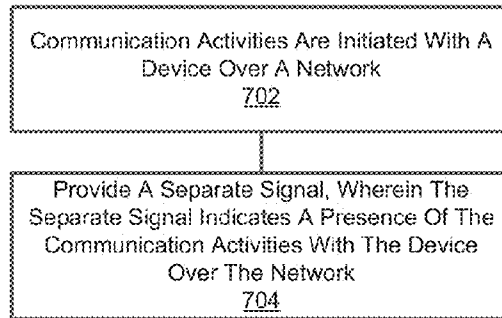 Communication Activities Are Initiated With A
Device Over A Network
702
Provide A Separate Signal, Wherein The
Separate Signal Indicates A Presence Of The
Communication Activities With The Device
Over The Network
704